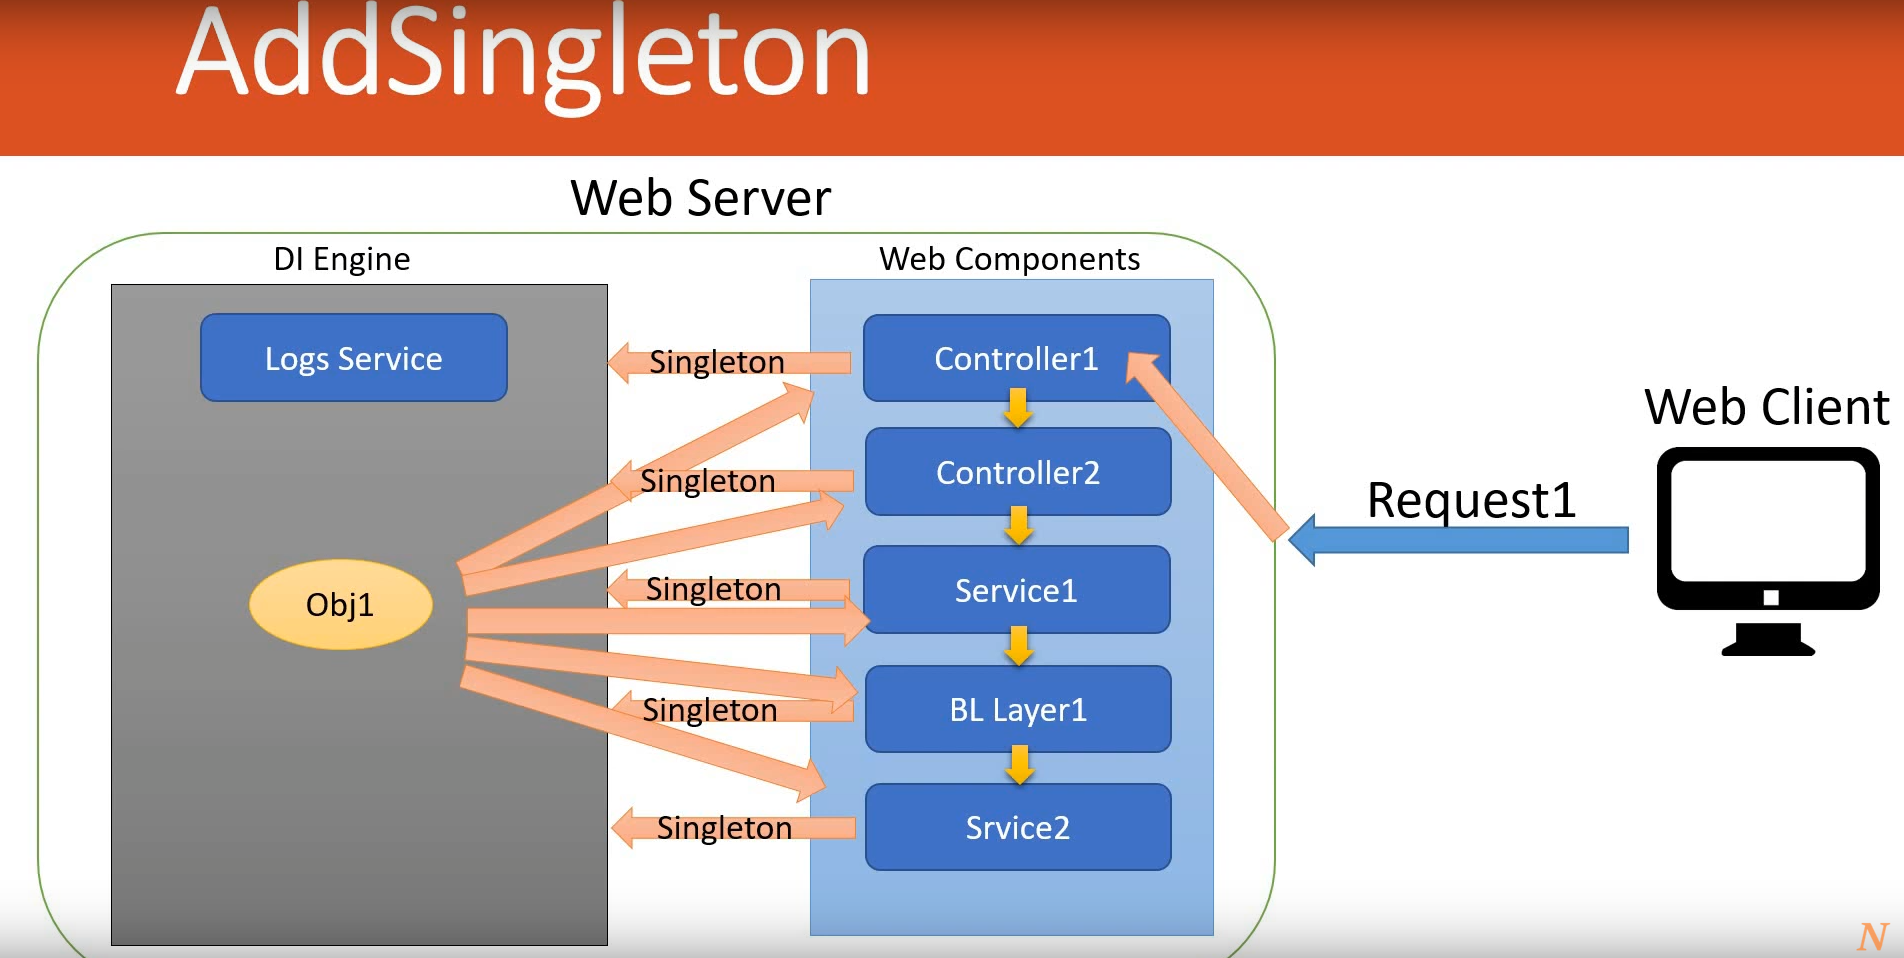 AddSingleton
Web Server
DI Engine
Web Components
Logs Service
Singleton
Controller1
Web Client
Singleton
Controller2
Request1
Obj1
Singleton
Service1
Singleton
BL Layer1
Singleton
Srvice2
N